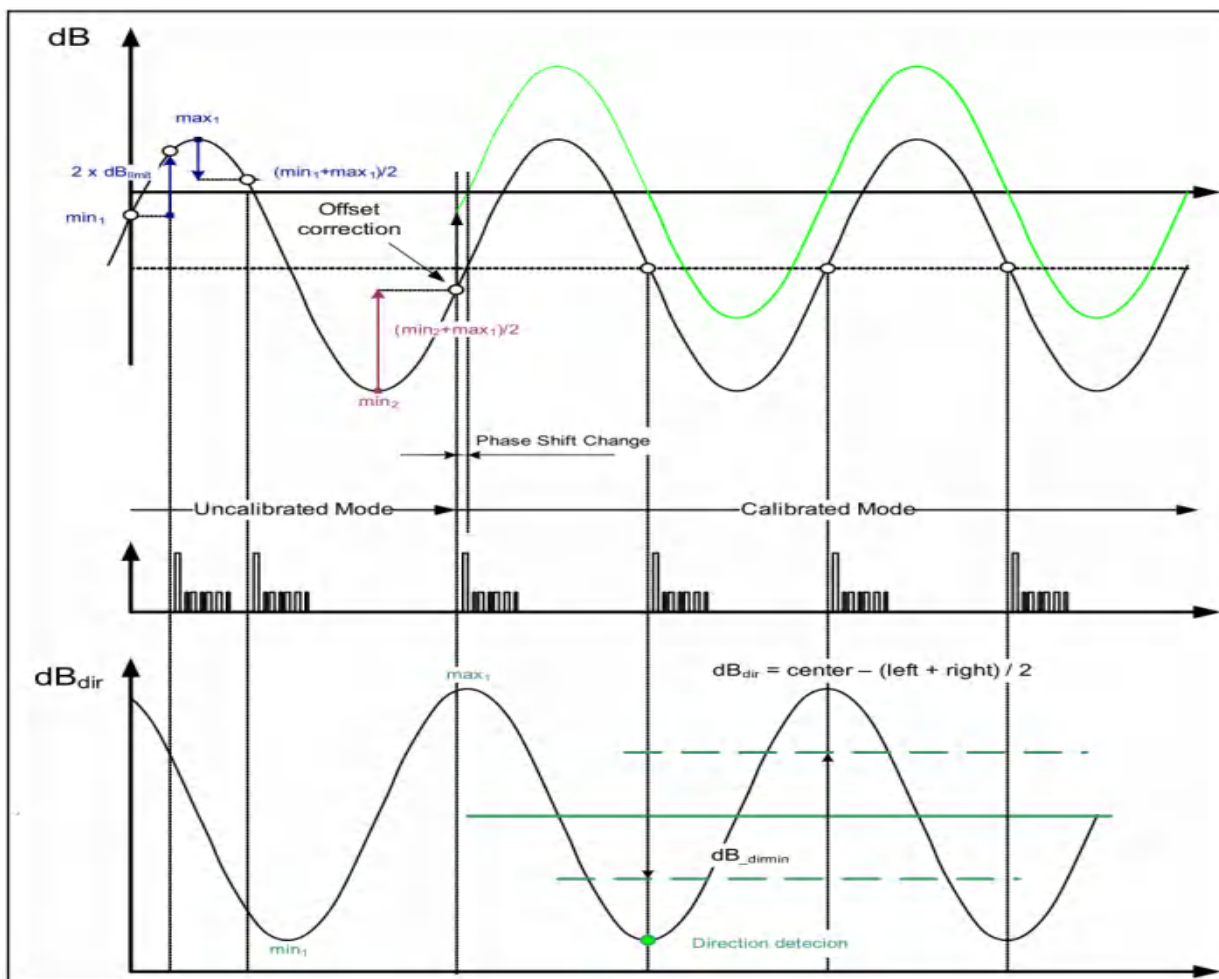 dB
max₁
2 x dBlimit
(min₁+max₁)/2
min₁
Offset
correction
(min₂+max₁)/2
min₂
Phase Shift Change
Uncalibrated Mode
Calibrated Mode
dBdir
max₁
dBdir = center – (left + right) / 2
dB_dirmin
min₁
Direction detecion